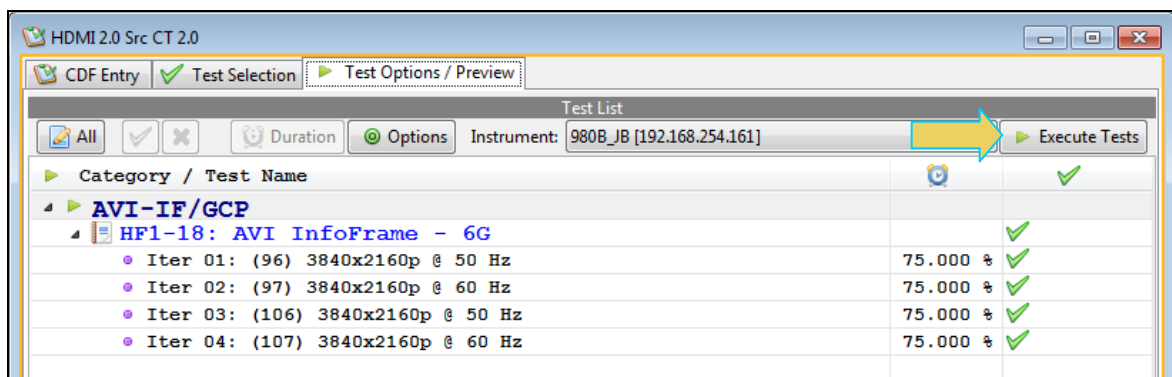 HDMI 2.0 Src CT 2.0
CDF Entry Test Selection Test Options / Preview
Test List
All Duration Options Instrument: 980B_JB [192.168.254.161] Execute Tests
Category / Test Name
AVI-IF/GCP
HF1-18: AVI InfoFrame - 6G
Iter 01: (96) 3840x2160p @ 50 Hz 75.000 %
Iter 02: (97) 3840x2160p @ 60 Hz 75.000 %
Iter 03: (106) 3840x2160p @ 50 Hz 75.000 %
Iter 04: (107) 3840x2160p @ 60 Hz 75.000 %